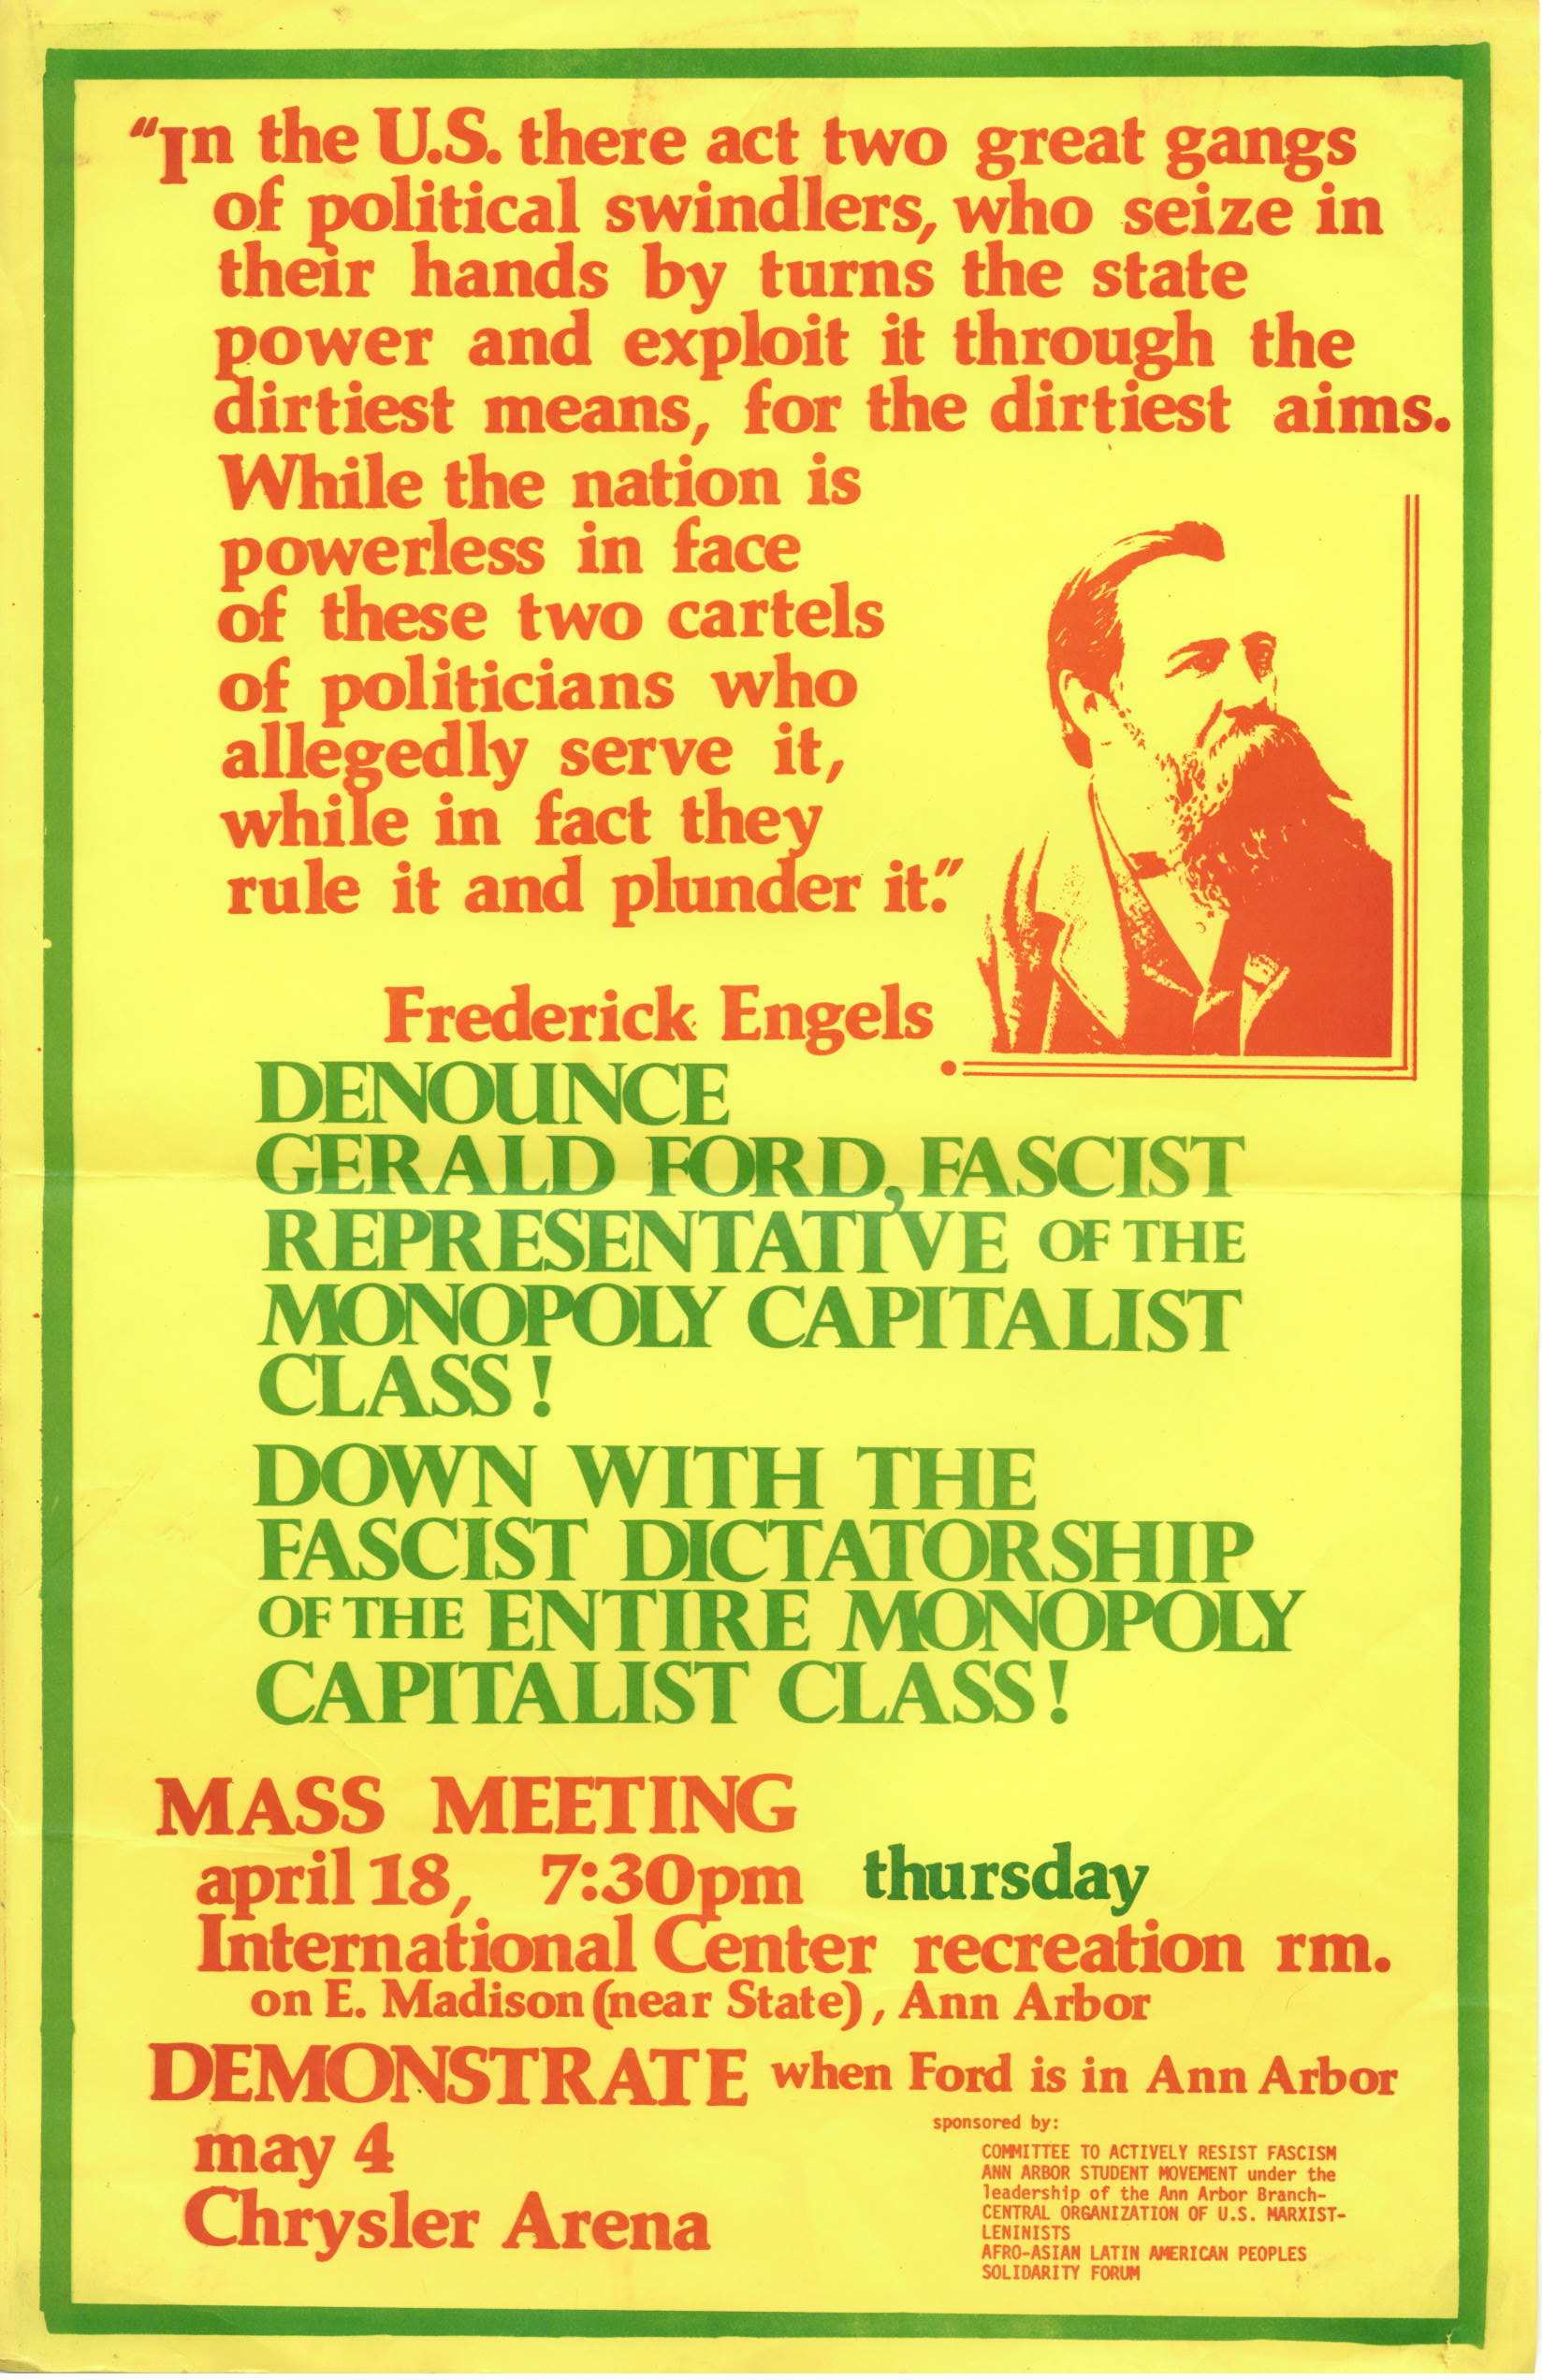 “In the U.S. there act two great gangs
of political swindlers, who seize in
their hands by turns the state
power and exploit it through the
dirtiest means, for the dirtiest aims.
While the nation is
powerless in face
of these two cartels
of politicians who
allegedly serve it,
while in fact they
rule it and plunder it.”
Frederick Engels
DENOUNCE
GERALD FORD, FASCIST
REPRESENTATIVE OF THE
MONOPOLY CAPITALIST
CLASS!
DOWN WITH THE
FASCIST DICTATORSHIP
OF THE ENTIRE MONOPOLY
CAPITALIST CLASS!
MASS MEETING
april 18, 7:30pm thursday
International Center recreation rm.
on E. Madison (near State), Ann Arbor
DEMONSTRATE when Ford is in Ann Arbor
may 4
Chrysler Arena
sponsored by:
COMMITTEE TO ACTIVELY RESIST FASCISM
ANN ARBOR STUDENT MOVEMENT under the
leadership of the Ann Arbor Branch-
CENTRAL ORGANIZATION OF U.S. MARXIST-
LENINISTS
AFRO-ASIAN LATIN AMERICAN PEOPLES
SOLIDARITY FORUM